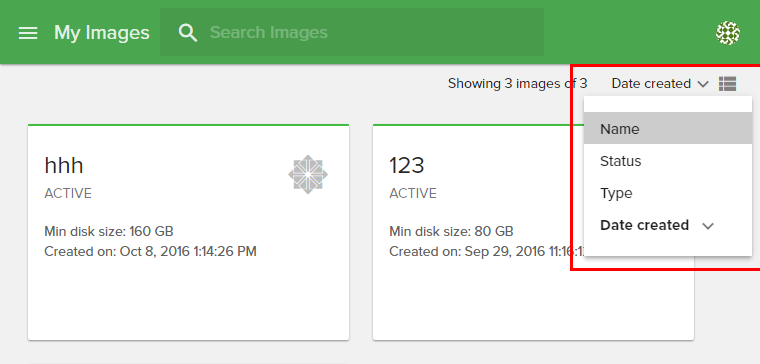 My Images
Search Images
Showing 3 images of 3
Date created
Name
Status
Type
Date created
hhh
ACTIVE
Min disk size: 160 GB
Created on: Oct 8, 2016 1:14:26 PM
123
ACTIVE
Min disk size: 80 GB
Created on: Sep 29, 2016 11:16:1